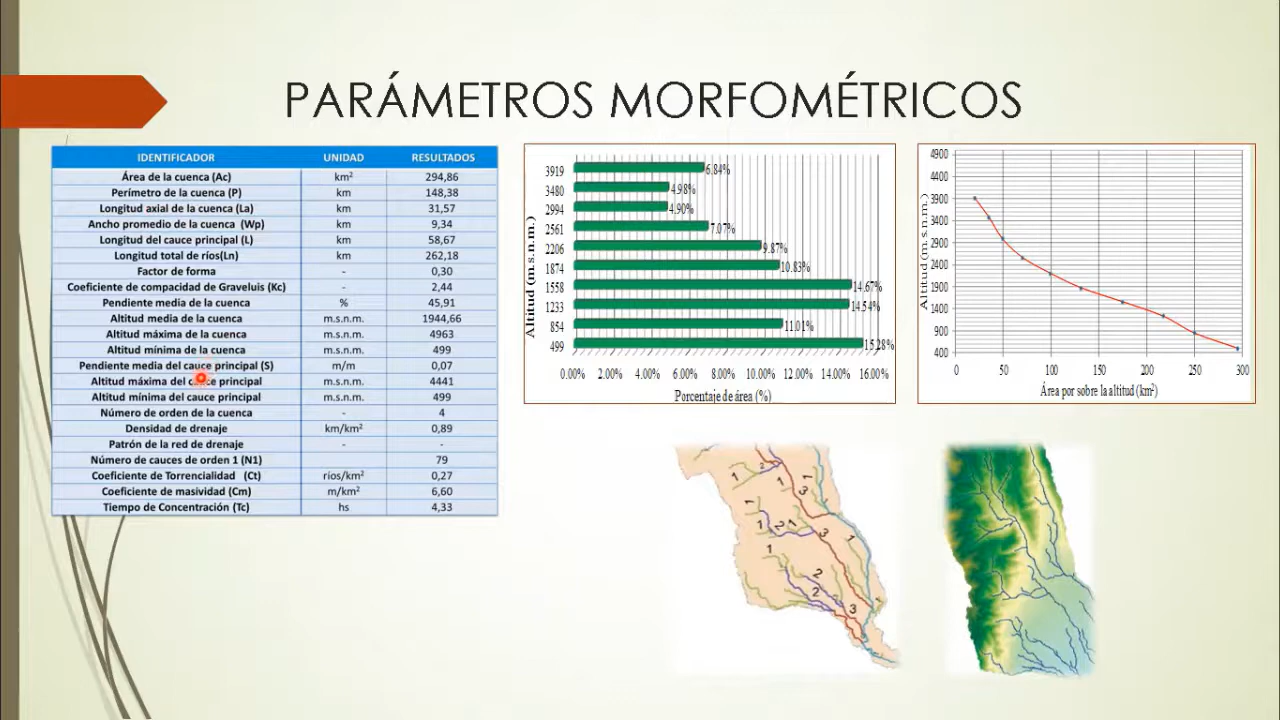 PARÁMETROS MORFOMÉTRICOS
IDENTIFICADOR UNIDAD RESULTADOS
Área de la cuenca (Ac) km² 294,86
Perímetro de la cuenca (P) km 148,38
Longitud axial de la cuenca (La) km 31,57
Ancho promedio de la cuenca (Wp) km 9,34
Longitud del cauce principal (L) km 58,67
Longitud total de ríos(Ln) km 262,18
Factor de forma - 0,30
Coeficiente de compacidad de Graveluis (Kc) - 2,44
Pendiente media de la cuenca % 45,91
Altitud media de la cuenca m.s.n.m. 1944,66
Altitud máxima de la cuenca m.s.n.m. 4963
Altitud mínima de la cuenca m.s.n.m. 499
Pendiente media del cauce principal (S) m/m 0,07
Altitud máxima del cauce principal m.s.n.m. 4441
Altitud mínima del cauce principal m.s.n.m. 499
Número de orden de la cuenca - 4
Densidad de drenaje km/km² 0,89
Patrón de la red de drenaje - -
Número de cauces de orden 1 (N1) 79
Coeficiente de Torrencialidad (Ct) rios/km² 0,27
Coeficiente de masividad (Cm) m/km² 6,60
Tiempo de Concentración (Tc) hs 4,33
Altitud (m.s.n.m.)
3919 6.84%
3480 4.98%
2994 4.90%
2561 7.07%
2206 9.87%
1874 10.83%
1558 14.67%
1233 14.54%
854 11.01%
499 15.28%
0.00% 2.00% 4.00% 6.00% 8.00% 10.00% 12.00% 14.00% 16.00%
Porcentaje de área (%)
Altitud (m.s.n.m.)
4900
4400
3900
3400
2900
2400
1900
1400
900
400
0 50 100 150 200 250 300
Área por sobre la altitud (km²)
1 2 1 1 3
1 1 2 1 3 1
1 2
2 3 1